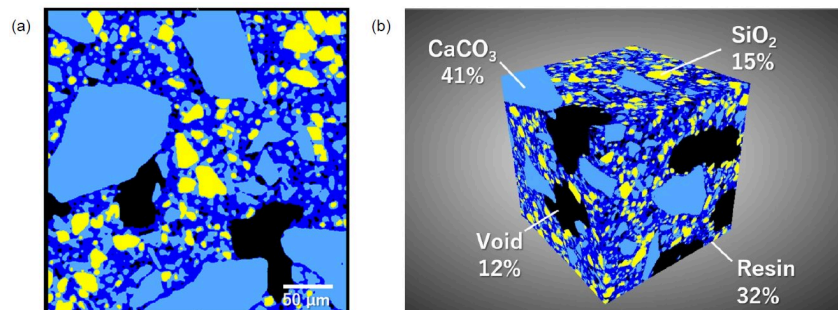 (a)
50 μm
(b)
CaCO₃
41%
SiO₂
15%
Void
12%
Resin
32%